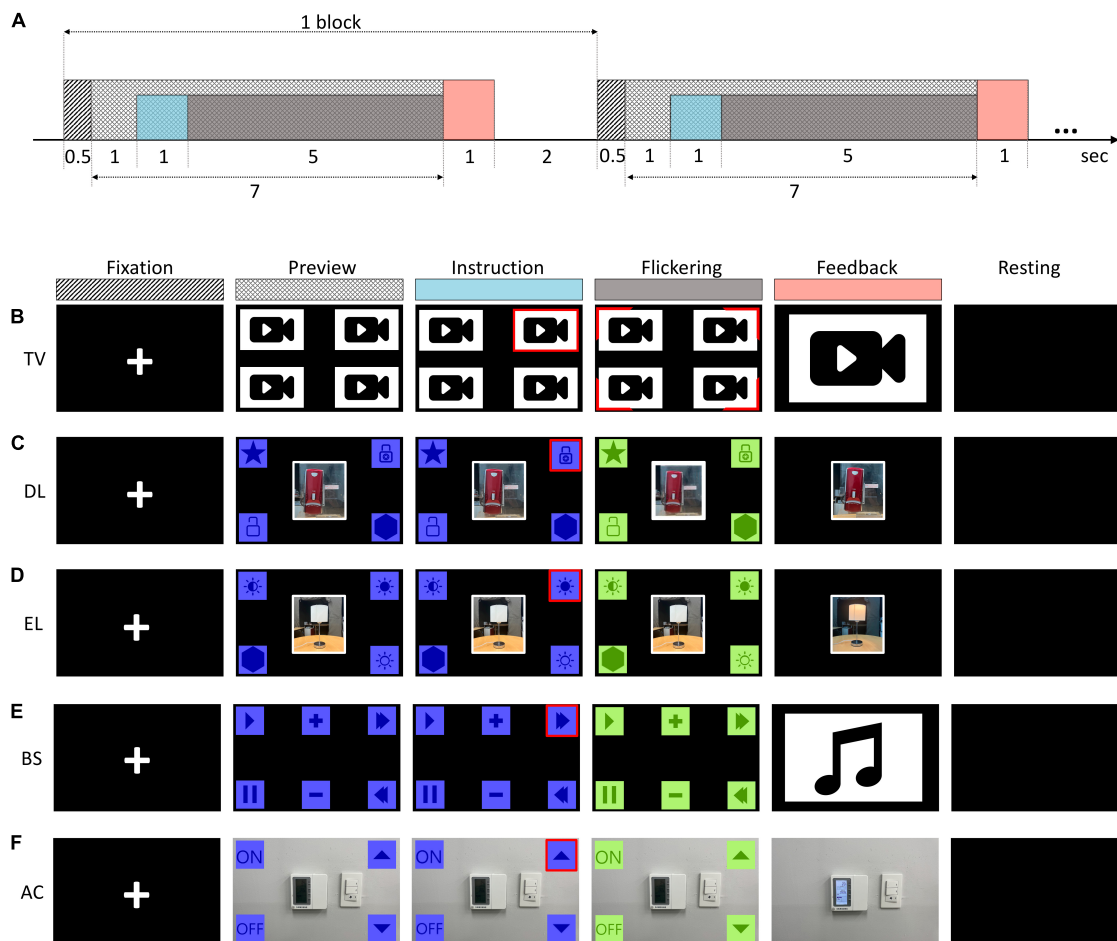 A
1 block
0.5 1 1 5 1 2 0.5 1 1 5 1 sec
7 7
Fixation Preview Instruction Flickering Feedback Resting
B
TV
C
DL
D
EL
E
BS
F
AC
ON ON ON
OFF OFF OFF